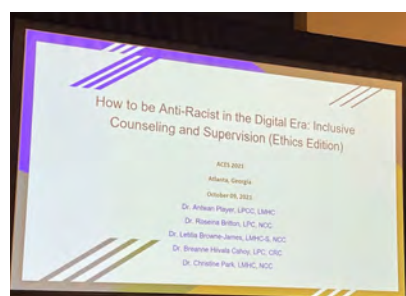 How to be Anti-Racist in the Digital Era: Inclusive
Counseling and Supervision (Ethics Edition)
ACES 2021
Atlanta, Georgia
October 09, 2021
Dr. Antwan Player, LPCC, LMHC
Dr. Roseina Britton, LPC, NCC
Dr. Letitia Browne-James, LMHC-S, NCC
Dr. Breanne Hiivala Cahoy, LPC, CRC
Dr. Christine Park, LMHC, NCC